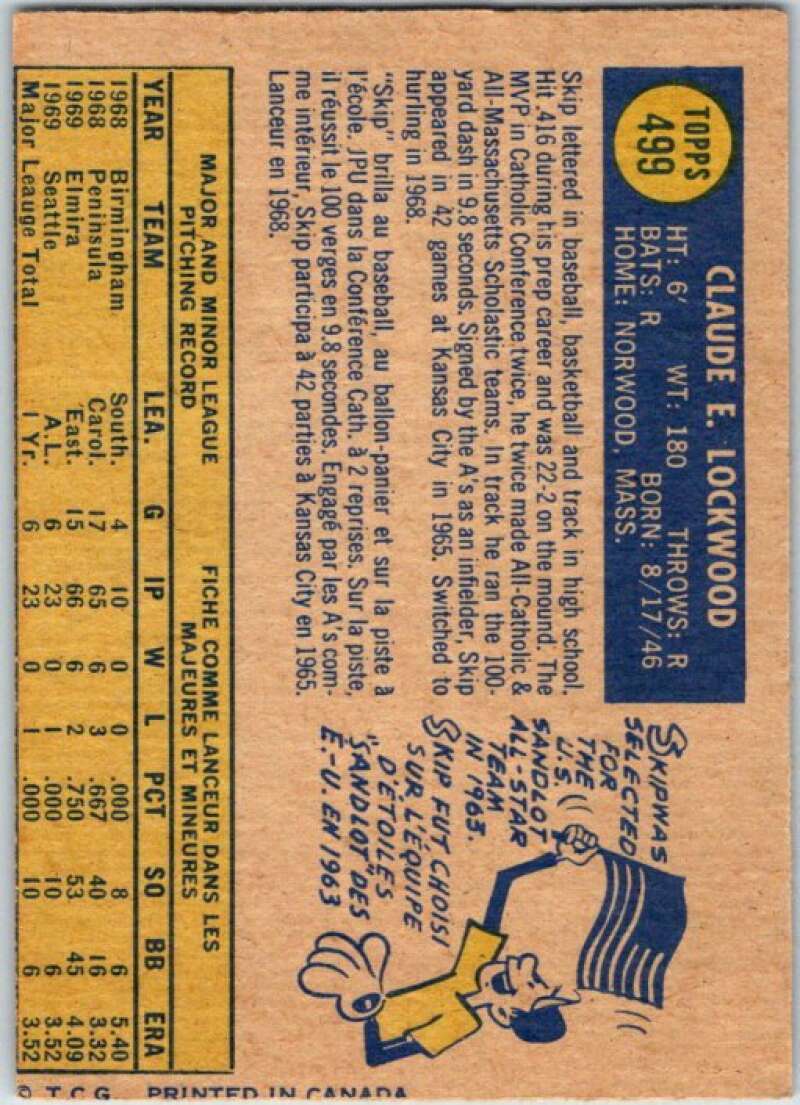 TOPPS
499
CLAUDE E. LOCKWOOD
HT: 6' WT: 180 THROWS: R
BATS: R BORN: 8/17/46
HOME: NORWOOD, MASS.
Skip lettered in baseball, basketball and track in high school.
Hit .416 during his prep career and was 22-2 on the mound. The
MVP in Catholic Conference twice, he twice made All-Catholic &
All-Massachusetts Scholastic teams. In track he ran the 100-
yard dash in 9.8 seconds. Signed by the A's as an infielder, Skip
appeared in 42 games at Kansas City in 1965. Switched to
hurling in 1968.
"Skip" brilla au baseball, au ballon-panier et sur la piste à
l'école. JPU dans la Conférence Cath. à 2 reprises. Sur la piste,
il réussit le 100 verges en 9.8 secondes. Engagé par les A's com-
me intérieur, Skip participa à 42 parties à Kansas City en 1965.
Lanceur en 1968.
SKIP WAS
SELECTED
FOR
THE
U.S.
SANDLOT
ALL-STAR
TEAM
IN 1963.
SKIP FUT CHOISI
SUR L'ÉQUIPE
D'ÉTOILES
"SANDLOT" DES
É.-U. EN 1963
MAJOR AND MINOR LEAGUE
PITCHING RECORD
FICHE COMME LANCEUR DANS LES
MAJEURES ET MINEURES
YEAR TEAM LEA. G IP W L PCT SO BB ERA
1968 Birmingham South. 4 10 0 0 .000 8 6 5.40
1968 Peninsula Carol. 17 65 6 3 .667 40 16 3.32
1969 Elmira East. 15 66 6 2 .750 53 45 4.09
1969 Seattle A.L. 6 23 0 1 .000 10 6 3.52
Major Leauge Total 1 Yr. 6 23 0 1 .000 10 6 3.52
© T.C.G. PRINTED IN CANADA